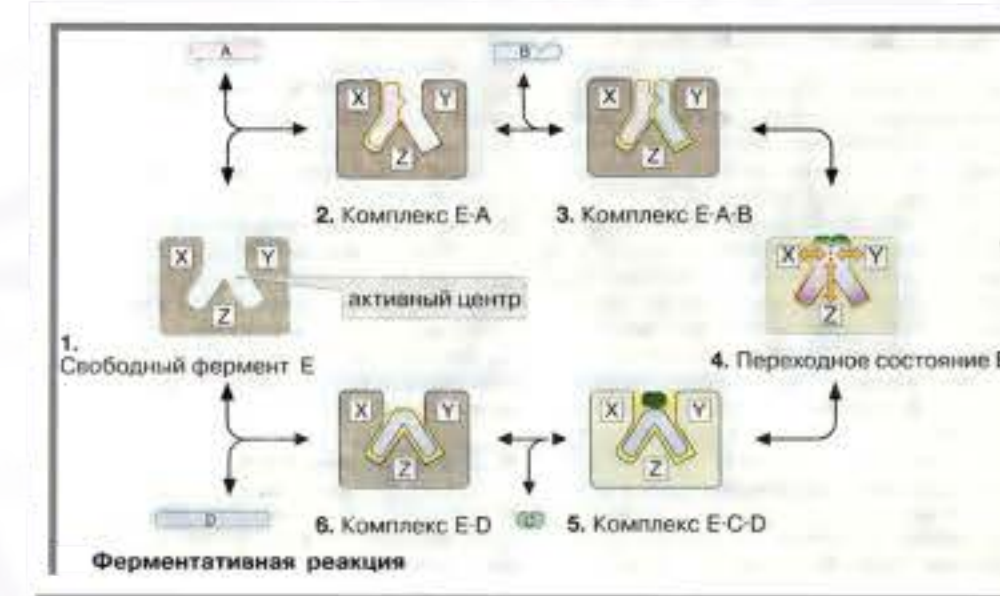 A
B
X Y
Z
X Y
Z
2. Комплекс E-A
3. Комплекс E-A-B
X Y
Z
активный центр
X Y
Z
1.
Свободный фермент E
4. Переходное состояние
X Y
Z
X Y
Z
D
C
6. Комплекс E-D
5. Комплекс E-C-D
Ферментативная реакция